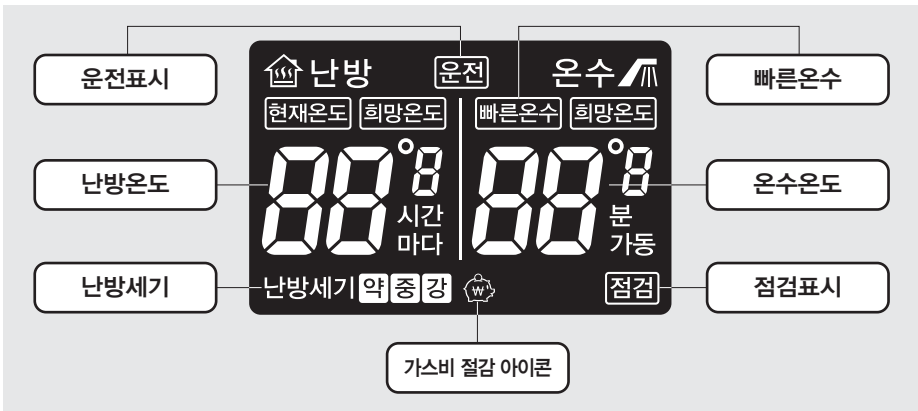 운전표시
난방온도
난방세기
난방 운전 온수
현재온도 희망온도 빠른온수 희망온도
88°8 88°8
시간 분
마다 가동
난방세기 약 중 강 ₩ 점검
빠른온수
온수온도
점검표시
가스비 절감 아이콘